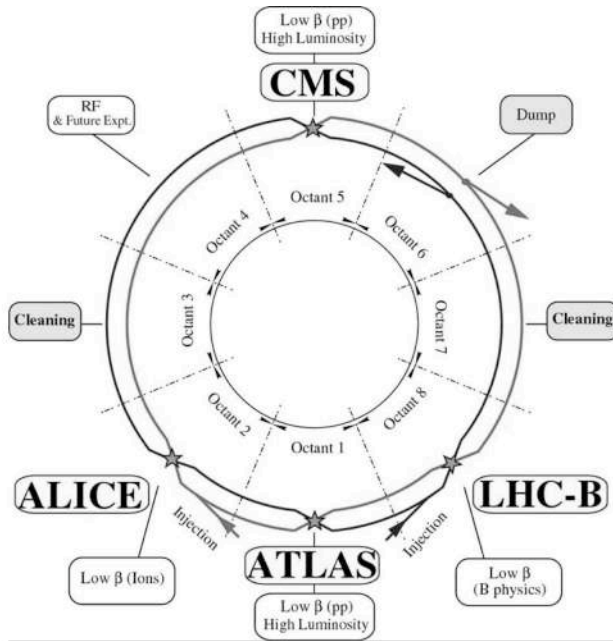 Low β (pp)
High Luminosity
CMS
RF
& Future Expt.
Dump
Octant 5
Octant 4
Octant 6
Cleaning
Octant 3
Octant 7
Cleaning
Octant 2
Octant 8
Octant 1
ALICE
LHC-B
Injection
Injection
ATLAS
Low β (Ions)
Low β
(B physics)
Low β (pp)
High Luminosity